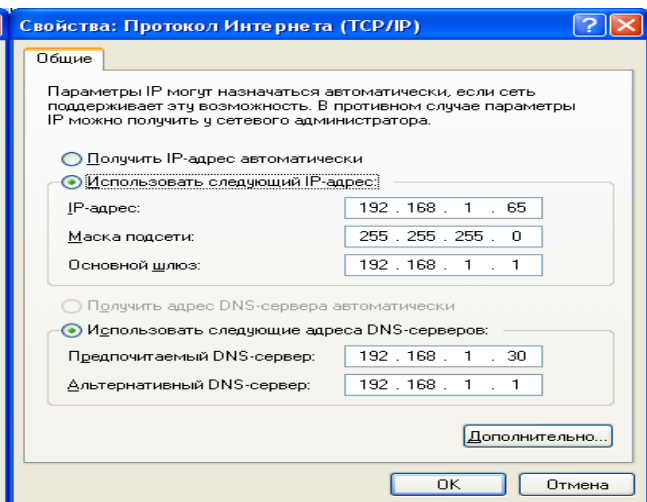 Свойства: Протокол Интернета (TCP/IP)
Общие
Параметры IP могут назначаться автоматически, если сеть
поддерживает эту возможность. В противном случае параметры
IP можно получить у сетевого администратора.
Получить IP-адрес автоматически
Использовать следующий IP-адрес:
IP-адрес: 192 . 168 . 1 . 65
Маска подсети: 255 . 255 . 255 . 0
Основной шлюз: 192 . 168 . 1 . 1
Получить адрес DNS-сервера автоматически
Использовать следующие адреса DNS-серверов:
Предпочитаемый DNS-сервер: 192 . 168 . 1 . 30
Альтернативный DNS-сервер: 192 . 168 . 1 . 1
Дополнительно...
OK Отмена